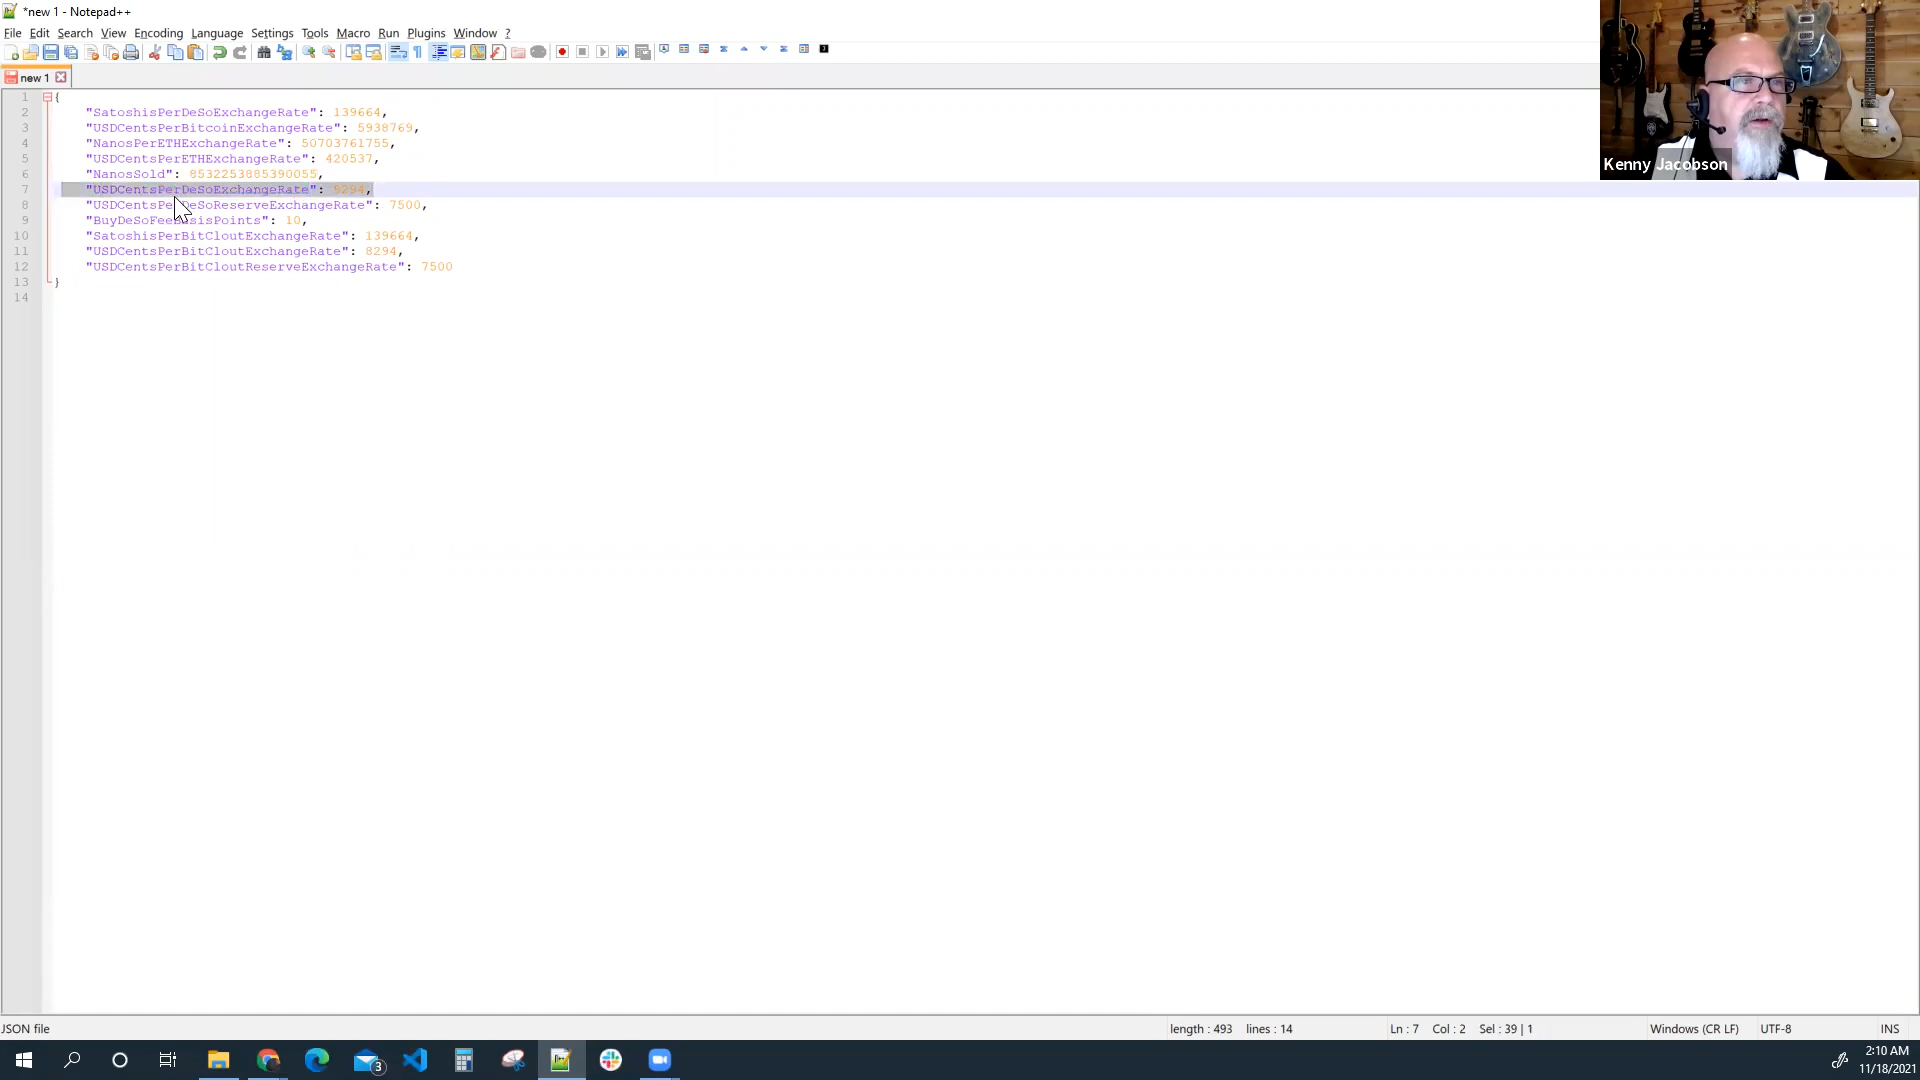 *new 1 - Notepad++
File Edit Search View Encoding Language Settings Tools Macro Run Plugins Window ?
new 1
1 {
2 "SatoshisPerDeSoExchangeRate": 139664,
3 "USDCentsPerBitcoinExchangeRate": 5938769,
4 "NanosPerETHExchangeRate": 50703761755,
5 "USDCentsPerETHExchangeRate": 420537,
6 "NanosSold": 8532253885390055,
7 "USDCentsPerDeSoExchangeRate": 8294,
8 "USDCentsPerDeSoReserveExchangeRate": 7500,
9 "BuyDeSoFeeBasisPoints": 10,
10 "SatoshisPerBitCloutExchangeRate": 139664,
11 "USDCentsPerBitCloutExchangeRate": 8294,
12 "USDCentsPerBitCloutReserveExchangeRate": 7500
13 }
14
Kenny Jacobson
JSON file length : 493 lines : 14 Ln : 7 Col : 2 Sel : 39 | 1 Windows (CR LF) UTF-8 INS
3
2:10 AM
11/18/2021